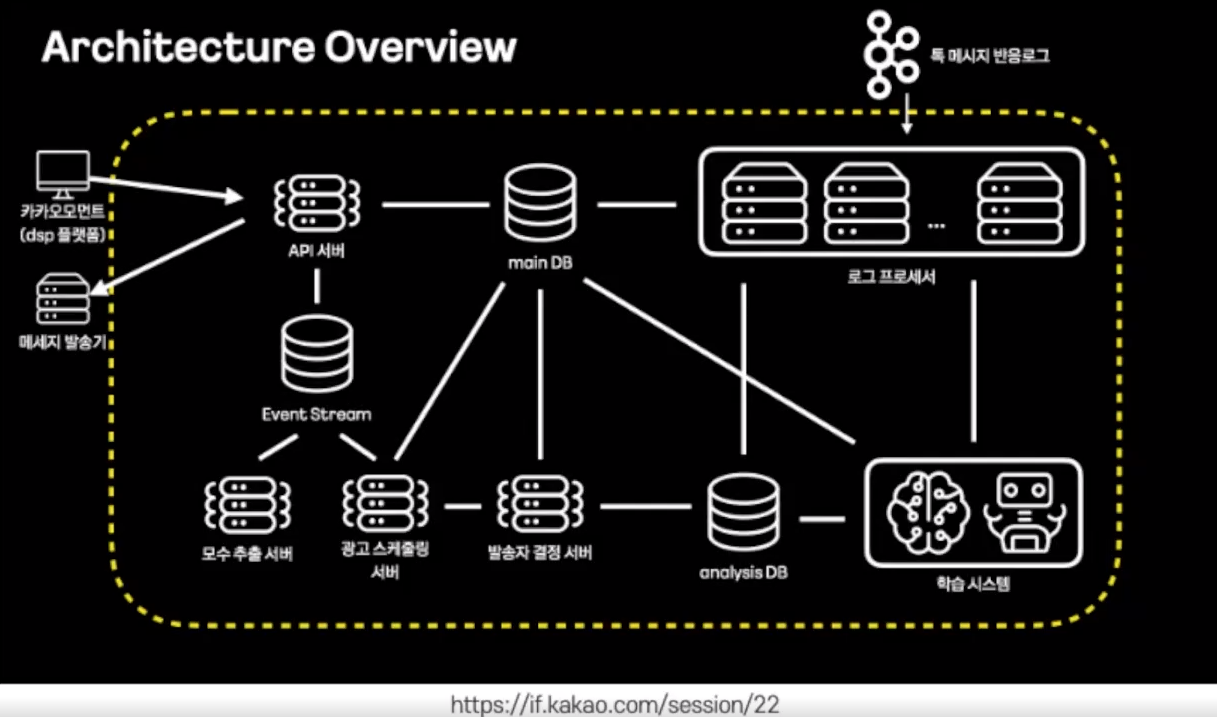 Architecture Overview
톡 메시지 반응로그
카카오모먼트
(dsp 플랫폼)
API 서버
main DB
...
로그 프로세서
메세지 발송기
Event Stream
모수 추출 서버
광고 스케줄링
서버
발송자 결정 서버
analysis DB
학습 시스템
https://if.kakao.com/session/22